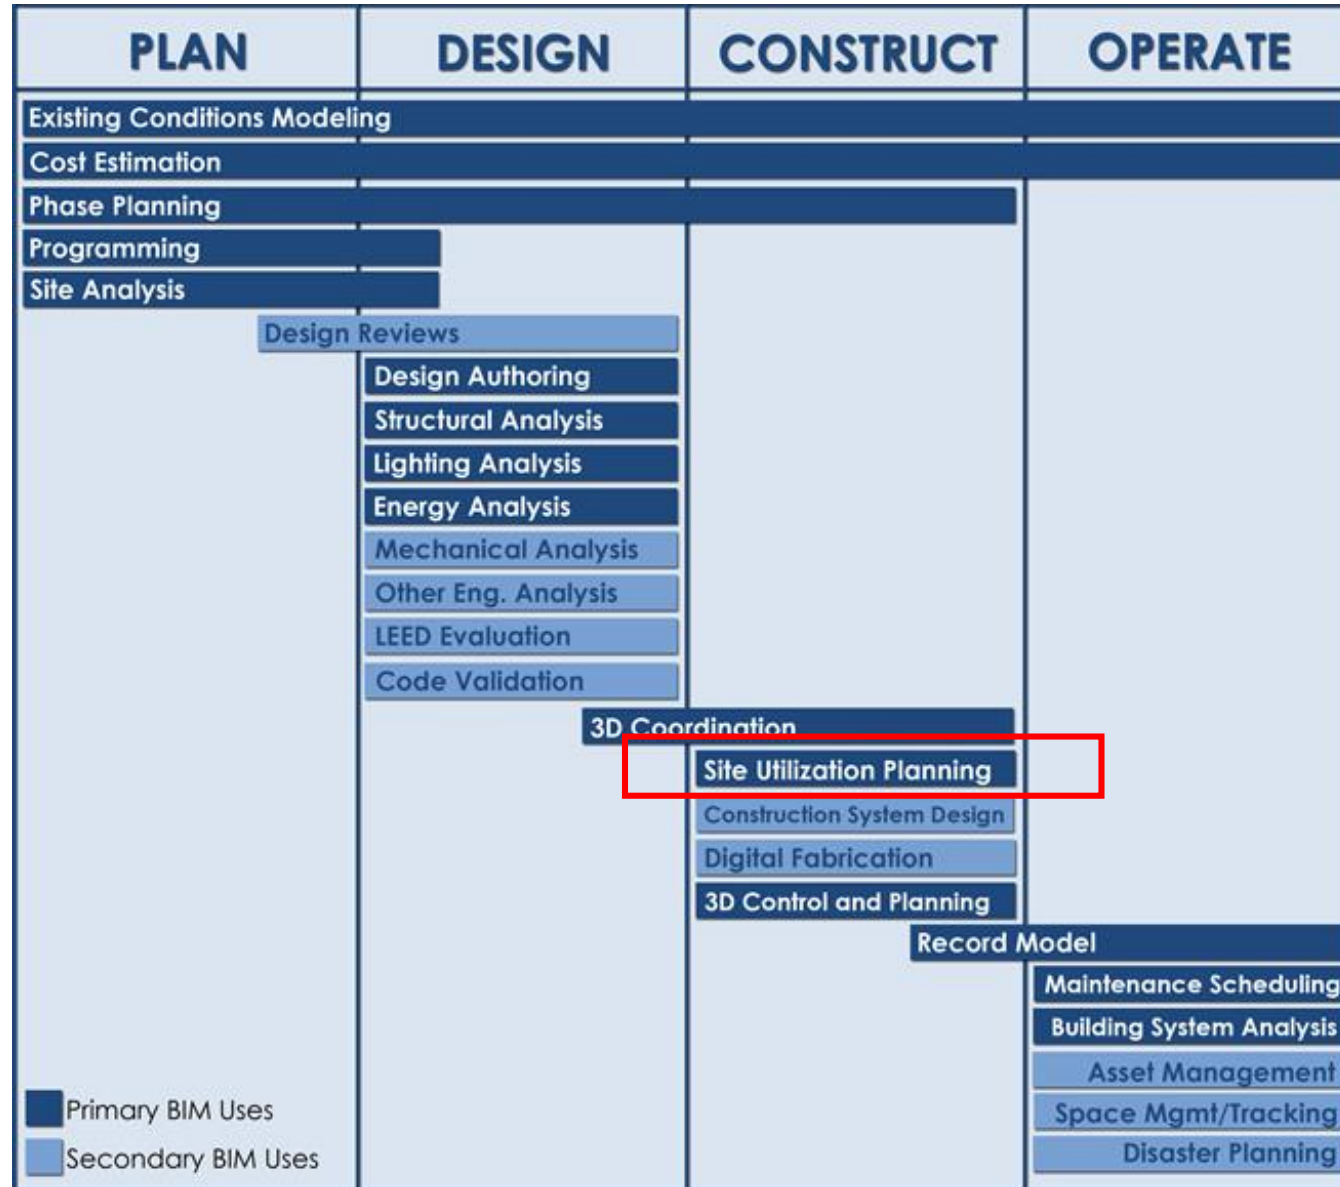 PLAN DESIGN CONSTRUCT OPERATE
Existing Conditions Modeling
Cost Estimation
Phase Planning
Programming
Site Analysis
Design Reviews
Design Authoring
Structural Analysis
Lighting Analysis
Energy Analysis
Mechanical Analysis
Other Eng. Analysis
LEED Evaluation
Code Validation
3D Coordination
Site Utilization Planning
Construction System Design
Digital Fabrication
3D Control and Planning
Record Model
Maintenance Scheduling
Building System Analysis
Asset Management
Space Mgmt/Tracking
Disaster Planning
Primary BIM Uses
Secondary BIM Uses